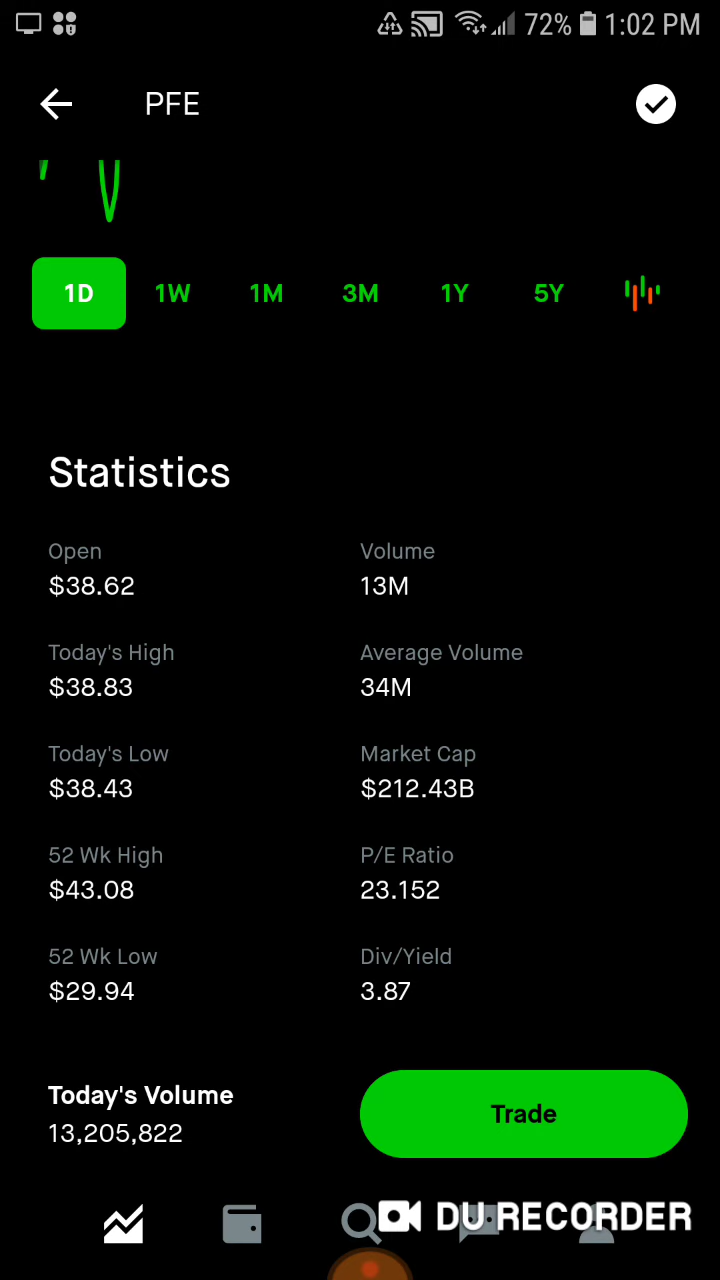 72% 1:02 PM
PFE
1D 1W 1M 3M 1Y 5Y
Statistics
Open
$38.62
Volume
13M
Today's High
$38.83
Average Volume
34M
Today's Low
$38.43
Market Cap
$212.43B
52 Wk High
$43.08
P/E Ratio
23.152
52 Wk Low
$29.94
Div/Yield
3.87
Today's Volume
13,205,822
Trade
DU RECORDER